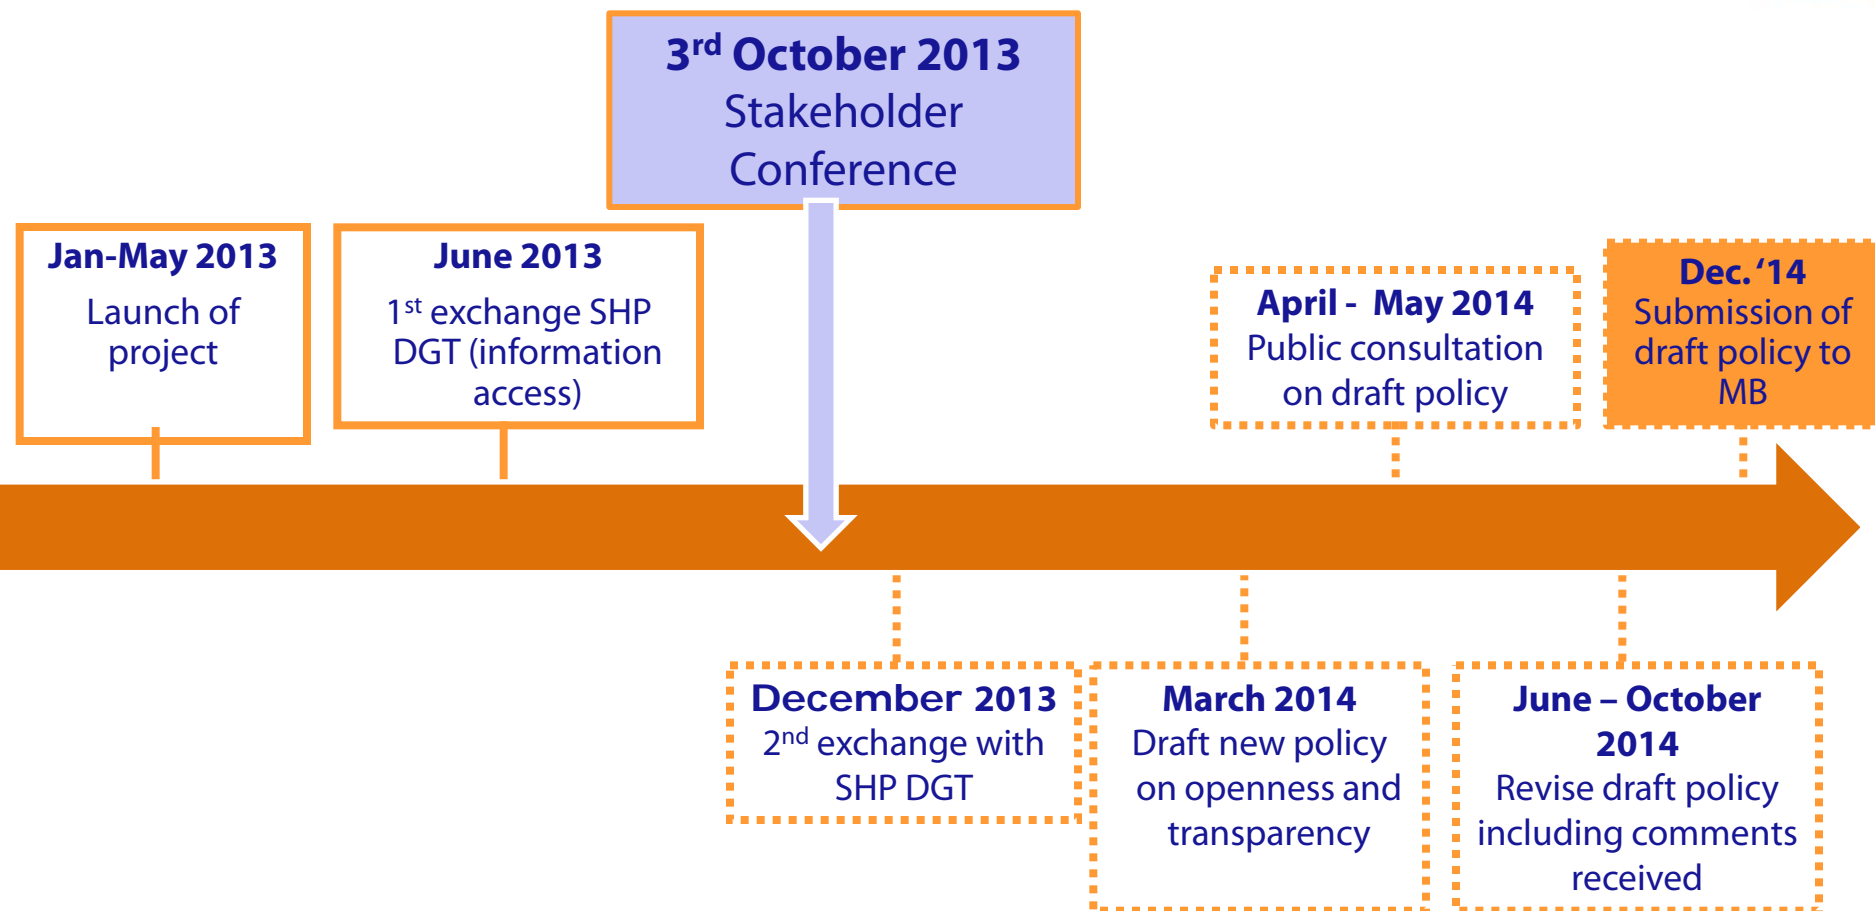 3rd October 2013
Stakeholder
Conference
Jan-May 2013
Launch of
project
June 2013
1st exchange SHP
DGT (information
access)
April - May 2014
Public consultation
on draft policy
Dec. ‘14
Submission of
draft policy to
MB
December 2013
2nd exchange with
SHP DGT
March 2014
Draft new policy
on openness and
transparency
June – October
2014
Revise draft policy
including comments
received